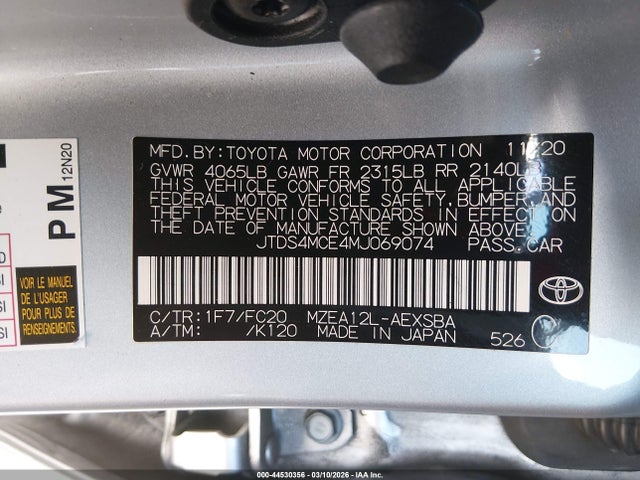 MFD.BY:TOYOTA MOTOR CORPORATION 11/20
GVWR 4065LB GAWR FR 2315LB RR 2140LB
THIS VEHICLE CONFORMS TO ALL APPLICABLE
FEDERAL MOTOR VEHICLE SAFETY,BUMPER,AND
THEFT PREVENTION STANDARDS IN EFFECT ON
THE DATE OF MANUFACTURE SHOWN ABOVE.
JTDS4MCE4MJ069074 PASS.CAR
C/TR:1F7/FC20 MZEA12L-AEXSBA
A/TM: /K120 MADE IN JAPAN 526
PM 12N20
VOIR LE MANUEL
DE L'USAGER
POUR PLUS DE
RENSEIGNEMENTS.
000-44530356 | 03/10/2026 | IAA Inc.